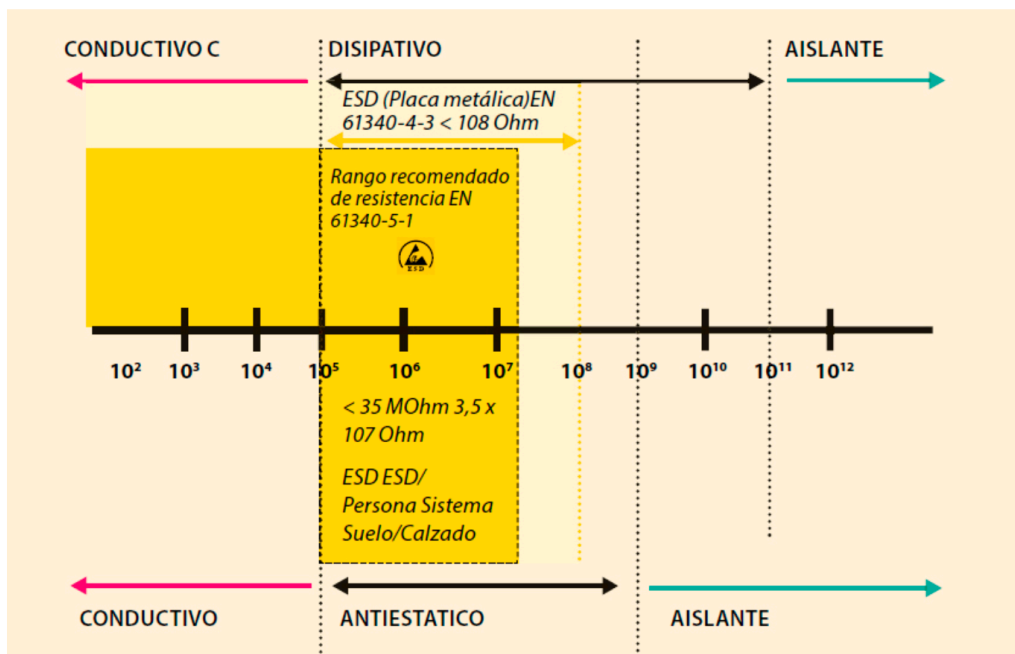 CONDUCTIVO C
DISIPATIVO
AISLANTE
ESD (Placa metálica)EN
61340-4-3 < 108 Ohm
Rango recomendado
de resistencia EN
61340-5-1
ESD
10² 10³ 10⁴ 10⁵ 10⁶ 10⁷ 10⁸ 10⁹ 10¹⁰ 10¹¹ 10¹²
< 35 MOhm 3,5 x
107 Ohm
ESD ESD/
Persona Sistema
Suelo/Calzado
CONDUCTIVO
ANTIESTATICO
AISLANTE